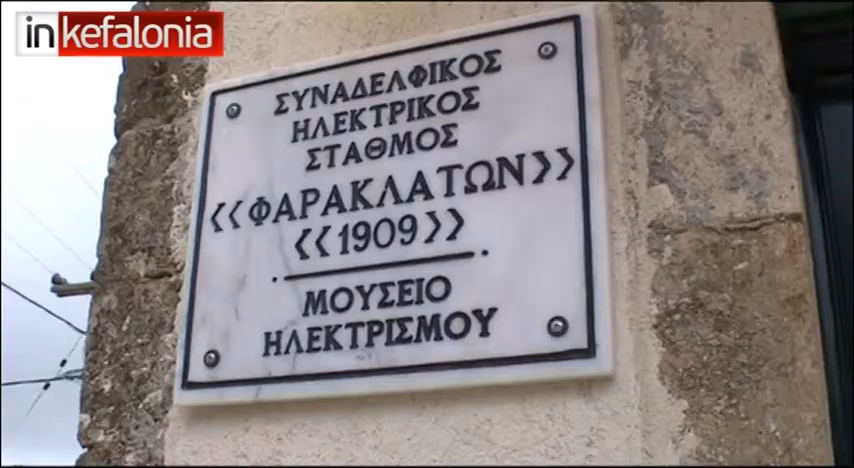 inkefalonia
ΣΥΝΑΔΕΛΦΙΚΟΣ
ΗΛΕΚΤΡΙΚΟΣ
ΣΤΑΘΜΟΣ
<<ΦΑΡΑΚΛΑΤΩΝ>>
<<1909>>
ΜΟΥΣΕΙΟ
ΗΛΕΚΤΡΙΣΜΟΥ